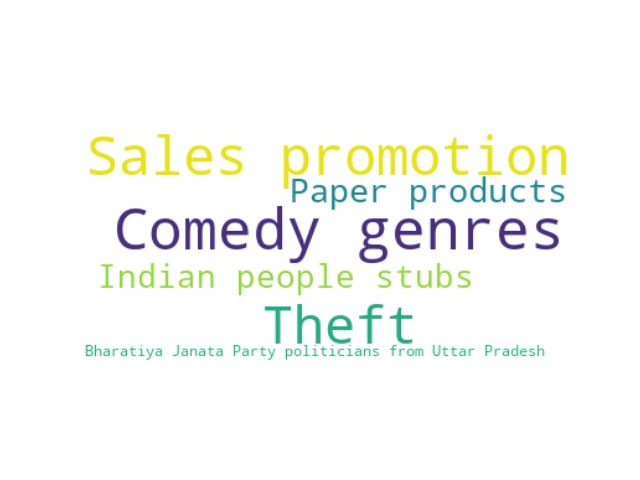 Sales promotion
Paper products
Comedy genres
Indian people stubs
Theft
Bharatiya Janata Party politicians from Uttar Pradesh